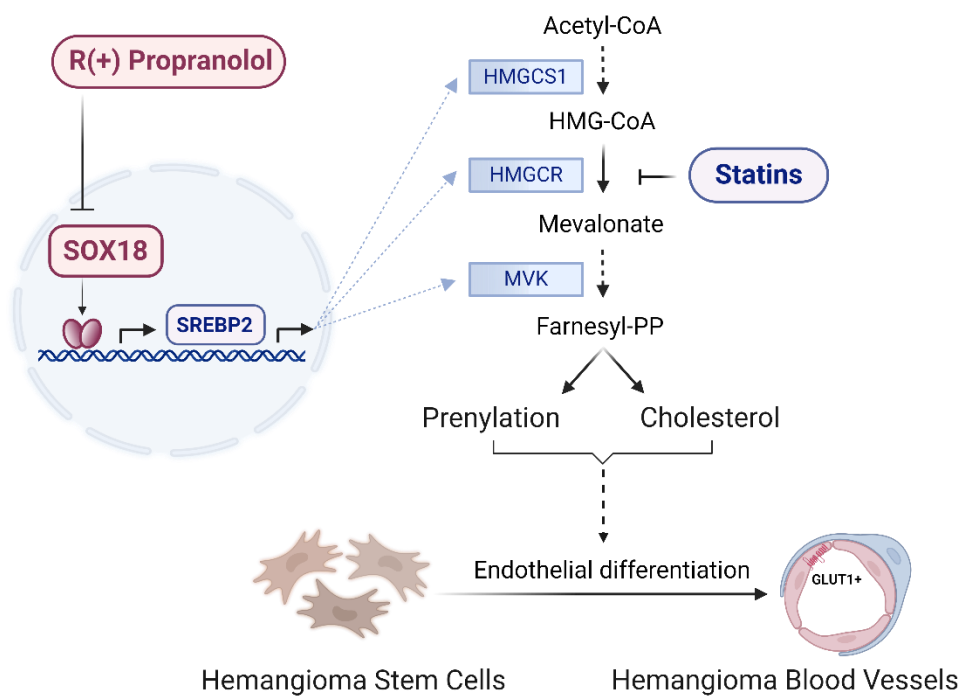 Acetyl-CoA
R(+) Propranolol
HMGCS1
HMG-CoA
HMGCR
Statins
Mevalonate
SOX18
MVK
SREBP2
Farnesyl-PP
Prenylation
Cholesterol
Endothelial differentiation
GLUT1+
Hemangioma Stem Cells
Hemangioma Blood Vessels